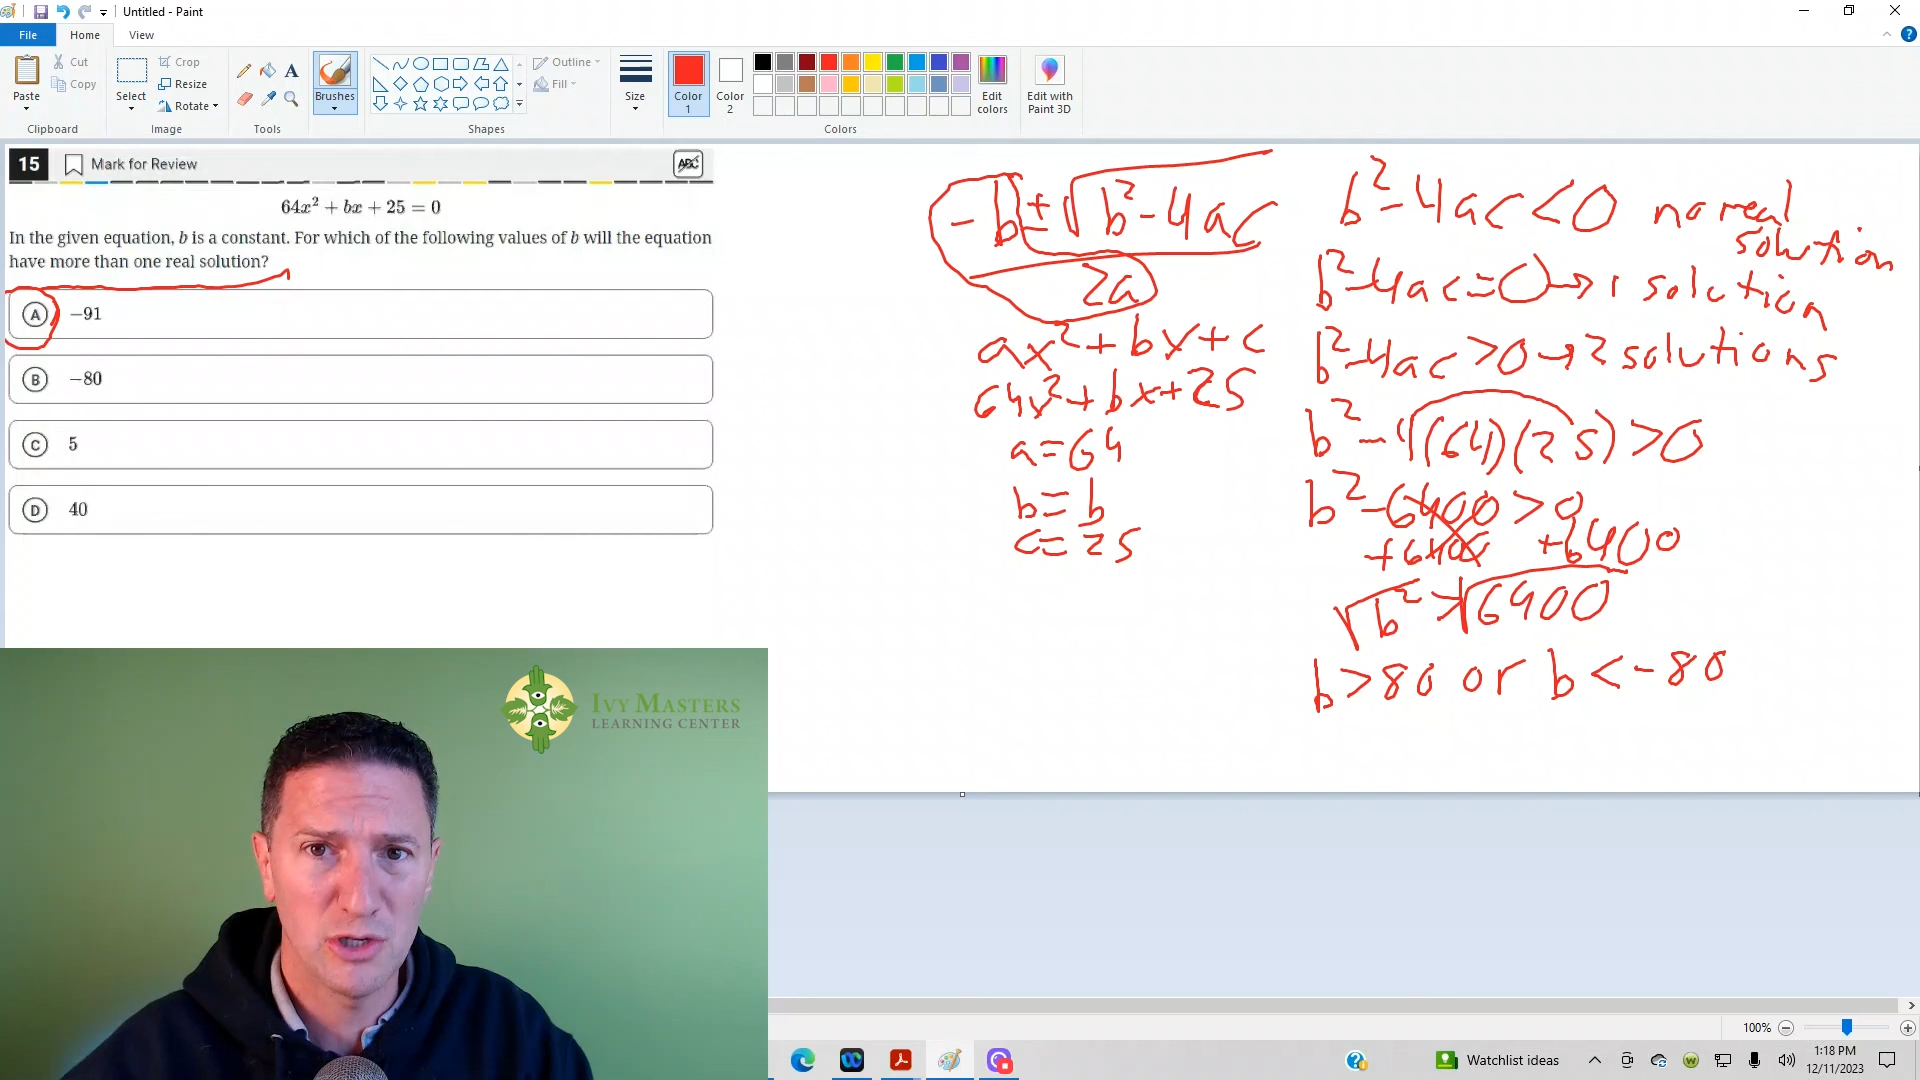 Untitled - Paint
File Home View
Paste
Cut
Copy
Clipboard
Select
Crop
Resize
Rotate
Image
Tools
Brushes
Shapes
Outline
Fill
Size
Color 1
Color 2
Colors
Edit colors
Edit with Paint 3D
15 Mark for Review ABC
64x² + bx + 25 = 0
In the given equation, b is a constant. For which of the following values of b will the equation
have more than one real solution?
A −91
B −80
C 5
D 40
-b ± √b²-4ac
2a
ax²+bx+c
64x²+bx+25
a=64
b=b
c=25
b²-4ac<0 no real
solution
b²-4ac=0→1 solution
b²-4ac>0→2 solutions
b²-4(64)(25)>0
b²-6400>0
+6400 +6400
√b²>√6400
b>80 or b<-80
IVY MASTERS
LEARNING CENTER
100%
Watchlist ideas
1:18 PM
12/11/2023